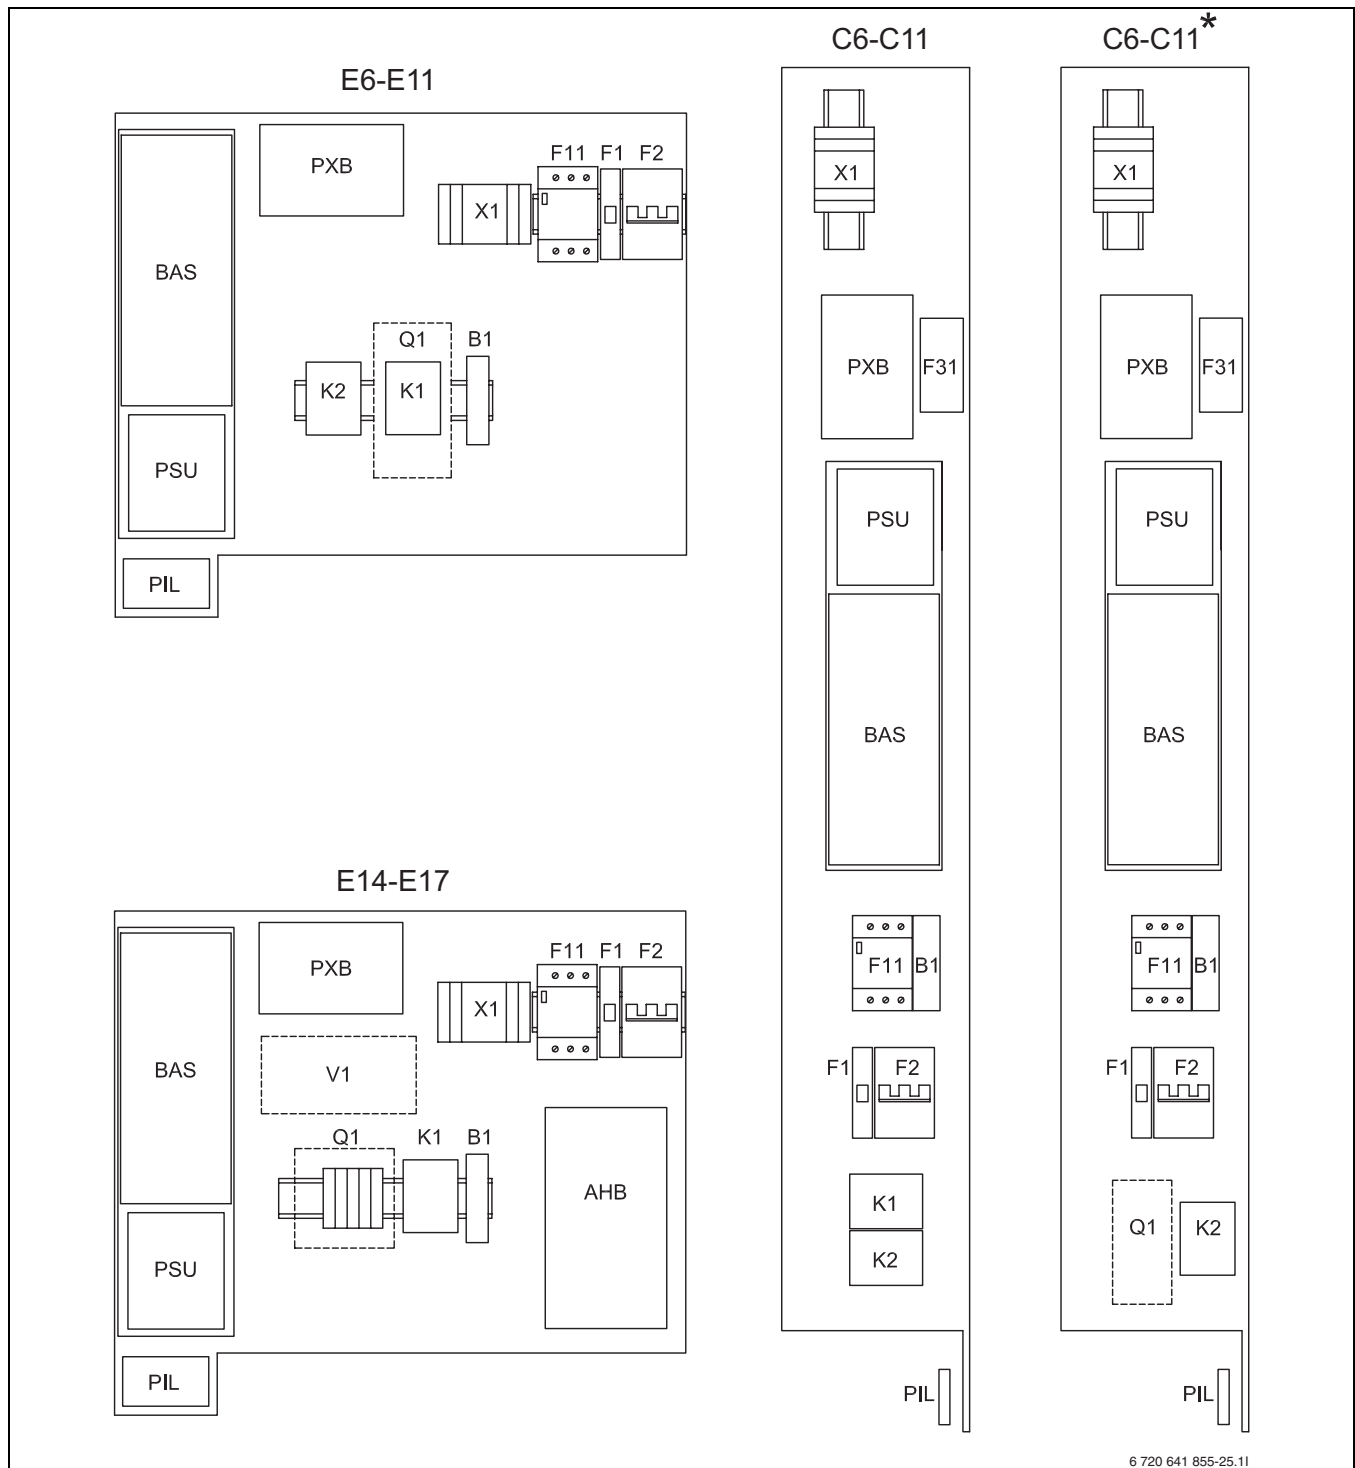 E6-E11
PXB
F11 F1 F2
X1
BAS
Q1 B1
K2 K1
PSU
PIL
E14-E17
PXB
F11 F1 F2
X1
BAS
V1
Q1 K1 B1
AHB
PSU
PIL
C6-C11
X1
PXB F31
PSU
BAS
F11 B1
F1 F2
K1
K2
PIL
C6-C11*
X1
PXB F31
PSU
BAS
F11 B1
F1 F2
Q1 K2
PIL
6 720 641 855-25.1I